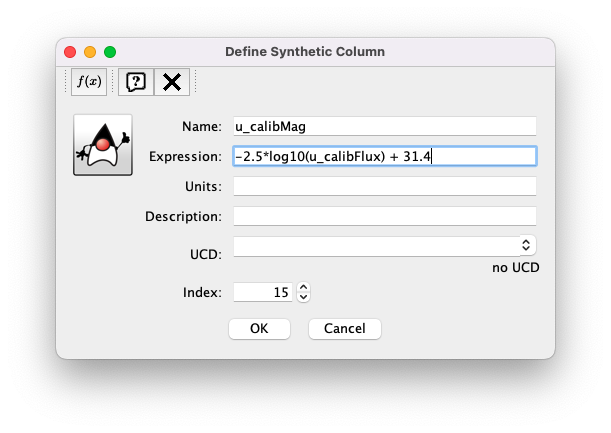 Define Synthetic Column
f(x)
?
Name: u_calibMag
Expression: -2.5*log10(u_calibFlux) + 31.4
Units:
Description:
UCD:
no UCD
Index: 15
OK Cancel